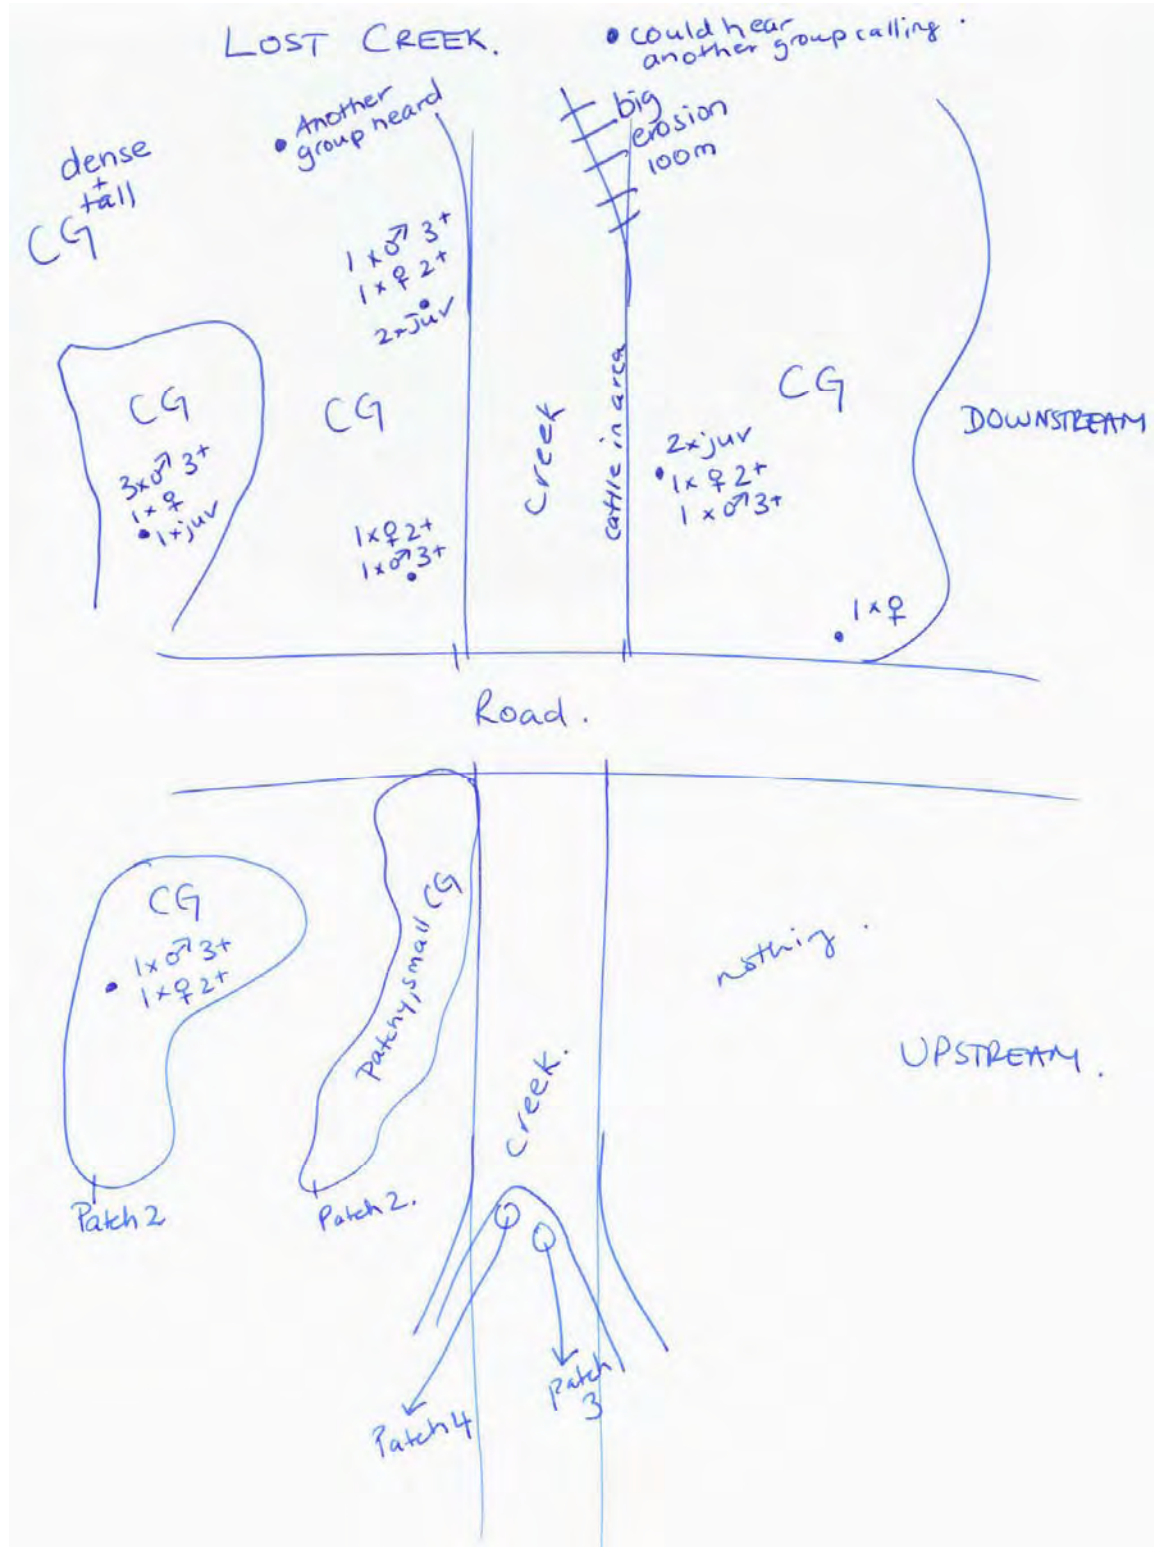 LOST CREEK.
• could hear
another group calling.
• Another
group heard
big
erosion
100m
dense
+
tall
CG
1 x ♂ 3+
1 x ♀ 2+
2 x juv
CG
3 x ♂ 3+
1 x ♀
• 1 x juv
CG
1 x ♀ 2+
1 x ♂ 3+
Creek
cattle in area
CG
2 x juv
• 1 x ♀ 2+
1 x ♂ 3+
DOWNSTREAM
1 x ♀
Road.
CG
1 x ♂ 3+
• 1 x ♀ 2+
Patchy, small CG
nothing.
Creek.
UPSTREAM.
Patch 2
Patch 2.
Patch 4
patch
3